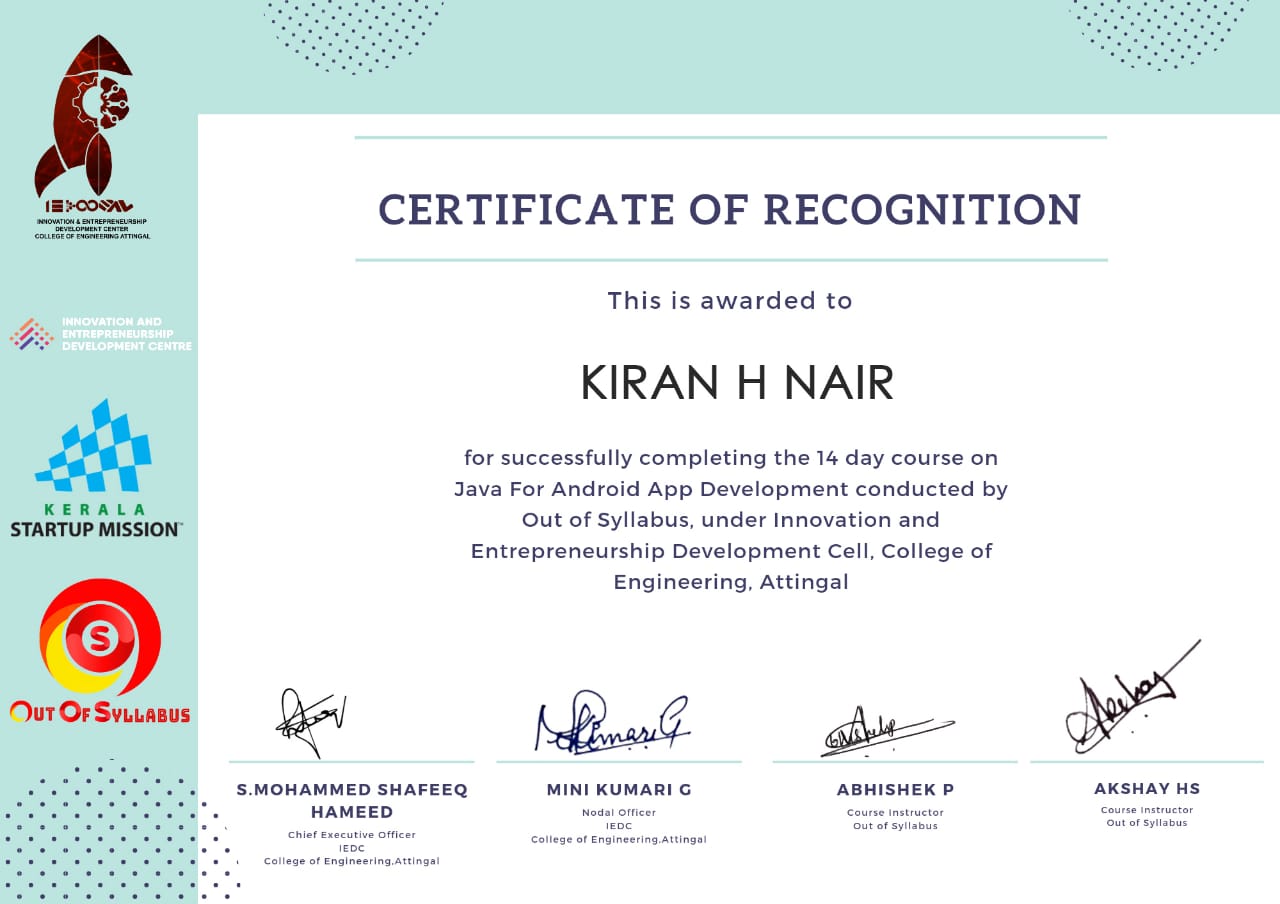 INNOVATION & ENTREPRENEURSHIP
DEVELOPMENT CENTER
COLLEGE OF ENGINEERING ATTINGAL
INNOVATION AND
ENTREPRENEURSHIP
DEVELOPMENT CENTRE
KERALA
STARTUP MISSION™
S
OUT OF SYLLABUS
CERTIFICATE OF RECOGNITION
This is awarded to
KIRAN H NAIR
for successfully completing the 14 day course on
Java For Android App Development conducted by
Out of Syllabus, under Innovation and
Entrepreneurship Development Cell, College of
Engineering, Attingal
S.MOHAMMED SHAFEEQ
HAMEED
Chief Executive Officer
IEDC
College of Engineering,Attingal
MINI KUMARI G
Nodal Officer
IEDC
College of Engineering,Attingal
ABHISHEK P
Course Instructor
Out of Syllabus
AKSHAY HS
Course Instructor
Out of Syllabus